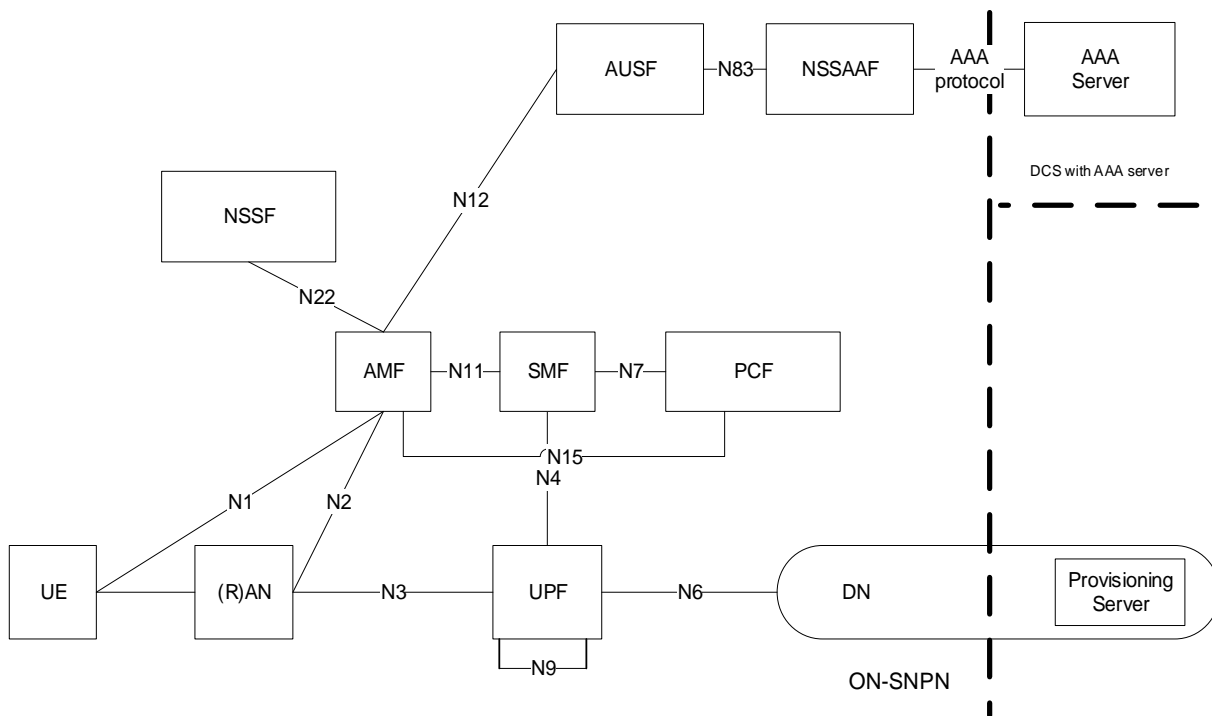 AUSF
N83
NSSAAF
AAA
protocol
AAA
Server
DCS with AAA server
N12
NSSF
N22
AMF
N11
SMF
N7
PCF
N15
N4
N1
N2
UE
(R)AN
N3
UPF
N6
DN
Provisioning
Server
N9
ON-SNPN